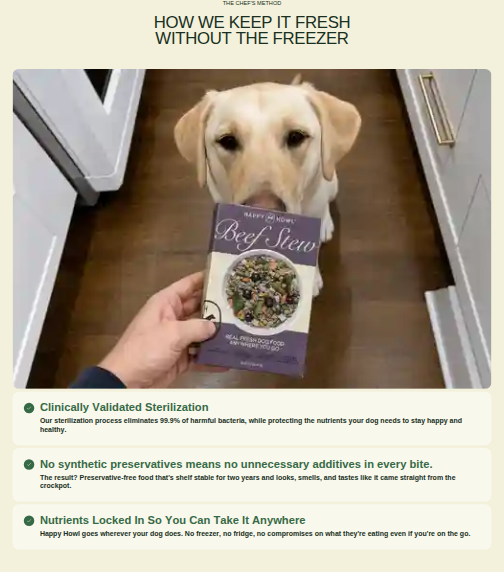 THE CHEF'S METHOD
HOW WE KEEP IT FRESH
WITHOUT THE FREEZER
HAPPY HOWL
Beef Stew
REAL FRESH DOG FOOD
ANYWHERE YOU GO
Clinically Validated Sterilization
Our sterilization process eliminates 99.9% of harmful bacteria, while protecting the nutrients your dog needs to stay happy and
healthy.
No synthetic preservatives means no unnecessary additives in every bite.
The result? Preservative-free food that's shelf stable for two years and looks, smells, and tastes like it came straight from the
crockpot.
Nutrients Locked In So You Can Take It Anywhere
Happy Howl goes wherever your dog does. No freezer, no fridge, no compromises on what they're eating even if you're on the go.